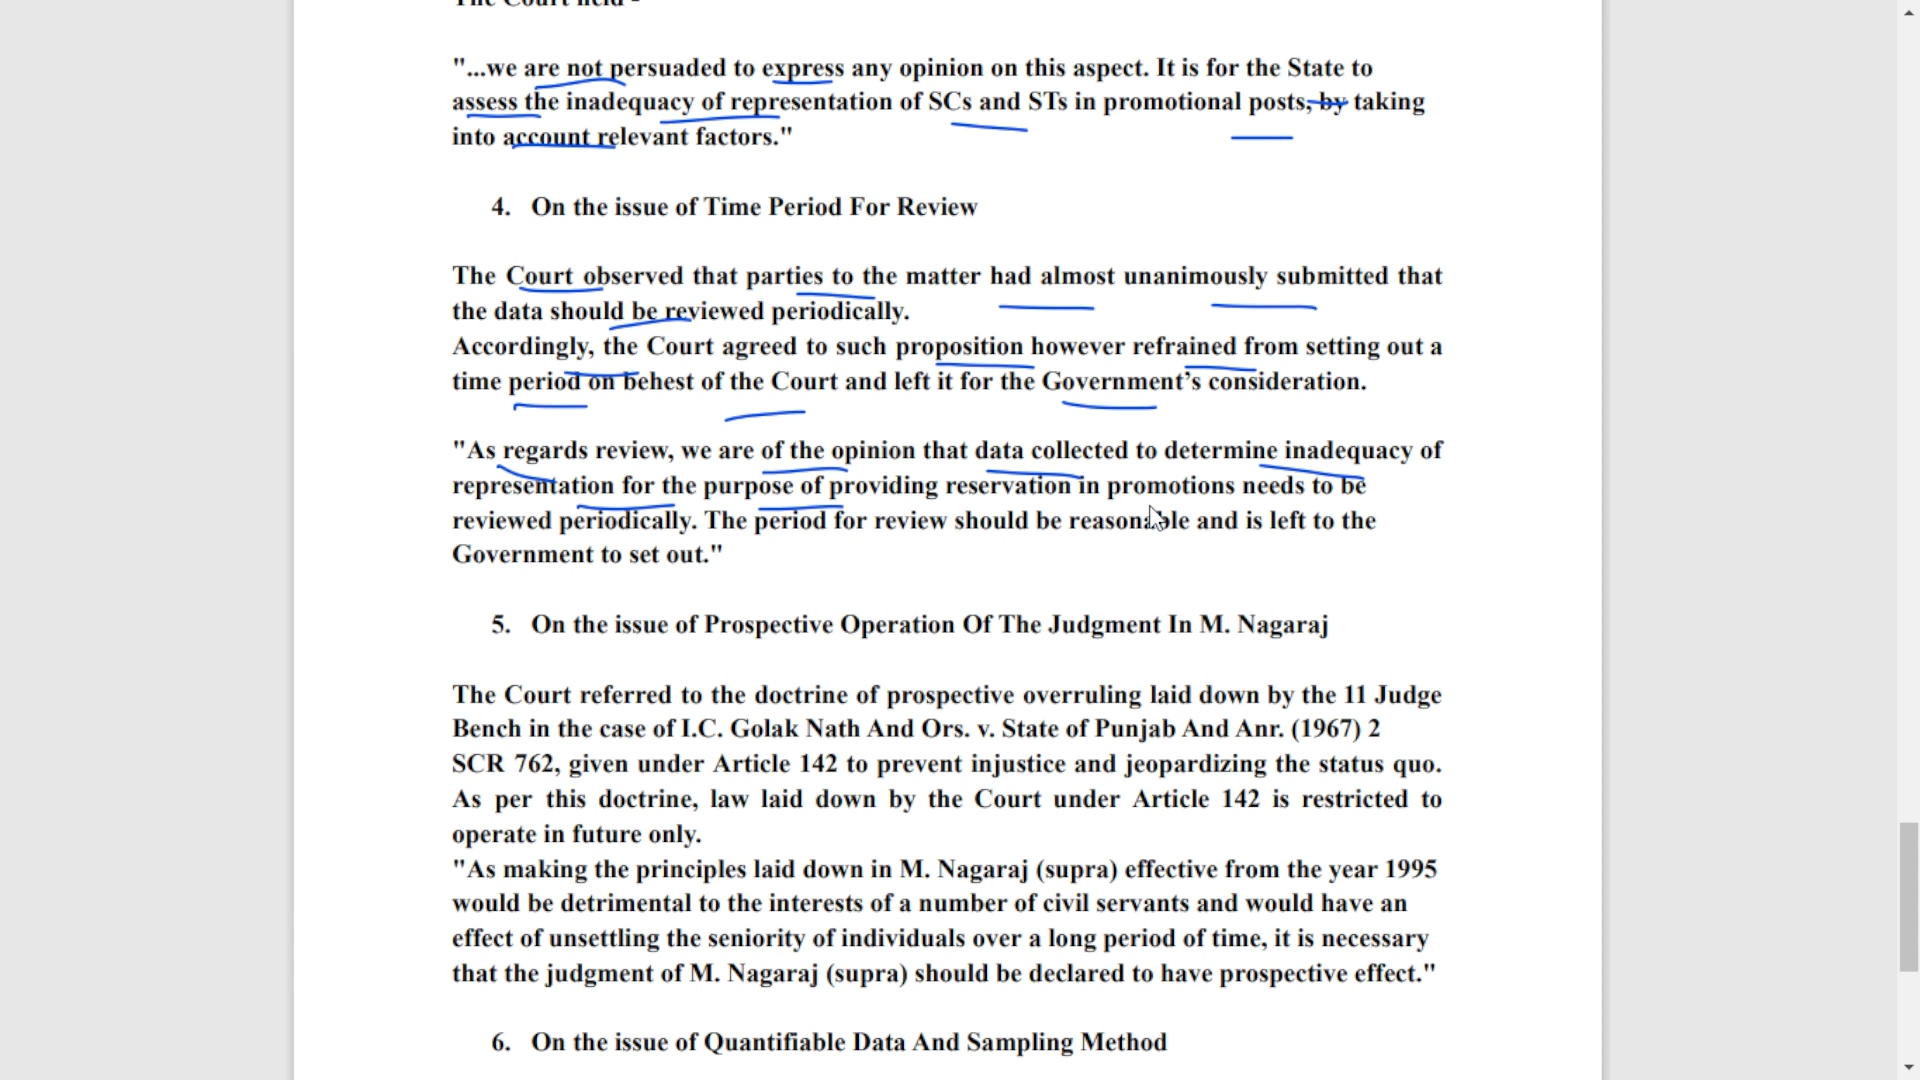 "...we are not persuaded to express any opinion on this aspect. It is for the State to
assess the inadequacy of representation of SCs and STs in promotional posts, by taking
into account relevant factors."
4. On the issue of Time Period For Review
The Court observed that parties to the matter had almost unanimously submitted that
the data should be reviewed periodically.
Accordingly, the Court agreed to such proposition however refrained from setting out a
time period on behest of the Court and left it for the Government’s consideration.
"As regards review, we are of the opinion that data collected to determine inadequacy of
representation for the purpose of providing reservation in promotions needs to be
reviewed periodically. The period for review should be reasonable and is left to the
Government to set out."
5. On the issue of Prospective Operation Of The Judgment In M. Nagaraj
The Court referred to the doctrine of prospective overruling laid down by the 11 Judge
Bench in the case of I.C. Golak Nath And Ors. v. State of Punjab And Anr. (1967) 2
SCR 762, given under Article 142 to prevent injustice and jeopardizing the status quo.
As per this doctrine, law laid down by the Court under Article 142 is restricted to
operate in future only.
"As making the principles laid down in M. Nagaraj (supra) effective from the year 1995
would be detrimental to the interests of a number of civil servants and would have an
effect of unsettling the seniority of individuals over a long period of time, it is necessary
that the judgment of M. Nagaraj (supra) should be declared to have prospective effect."
6. On the issue of Quantifiable Data And Sampling Method